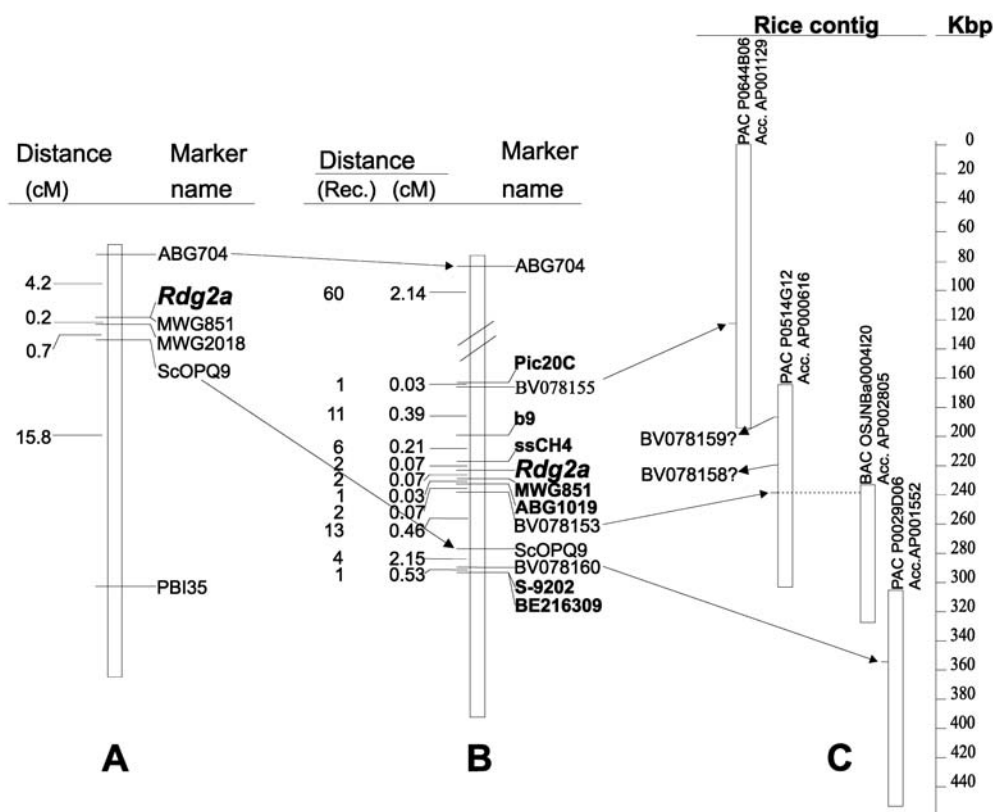 Rice contig
Kbp
PAC P0644B06
Acc. AP001129
Distance
(cM)
Marker
name
ABG704
4.2
Rdg2a
0.2
MWG851
MWG2018
0.7
ScOPQ9
15.8
PBI35
A
Distance
(Rec.) (cM)
Marker
name
ABG704
60 2.14
Pic20C
1 0.03
BV078155
11 0.39
b9
6 0.21
ssCH4
2 0.07
Rdg2a
2 0.07
MWG851
1 0.03
ABG1019
2 0.07
BV078153
13 0.46
ScOPQ9
4 2.15
BV078160
1 0.53
S-9202
BE216309
B
PAC P0514G12
Acc. AP000616
BV078159?
BV078158?
BAC OSJNBa0004I20
Acc. AP002805
PAC P0029D06
Acc.AP001552
C
0
20
40
60
80
100
120
140
160
180
200
220
240
260
280
300
320
340
360
380
400
420
440